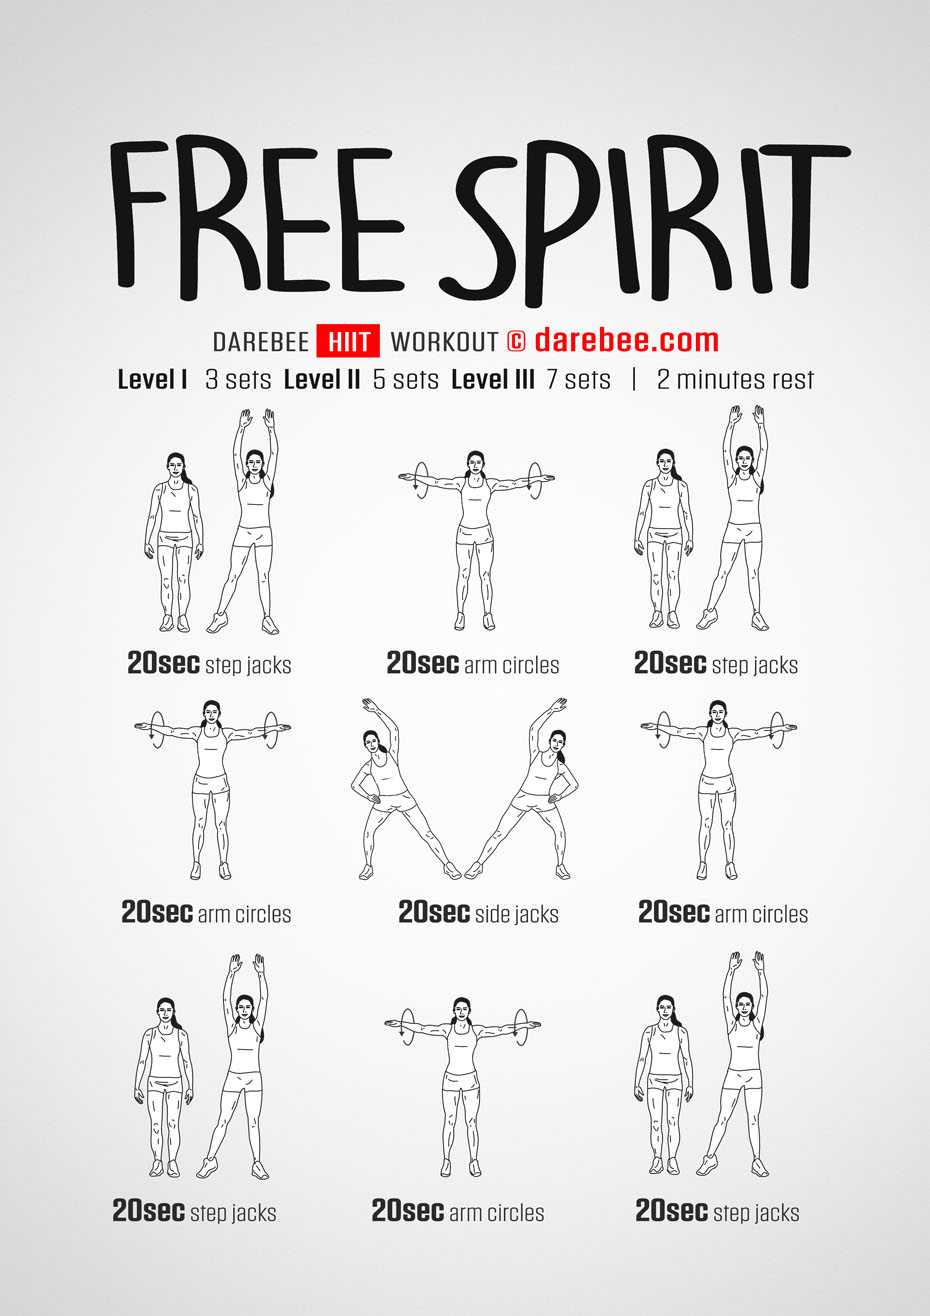 FREE SPIRIT
DAREBEE HIIT WORKOUT © darebee.com
Level I 3 sets Level II 5 sets Level III 7 sets | 2 minutes rest
20sec step jacks
20sec arm circles
20sec step jacks
20sec arm circles
20sec side jacks
20sec arm circles
20sec step jacks
20sec arm circles
20sec step jacks